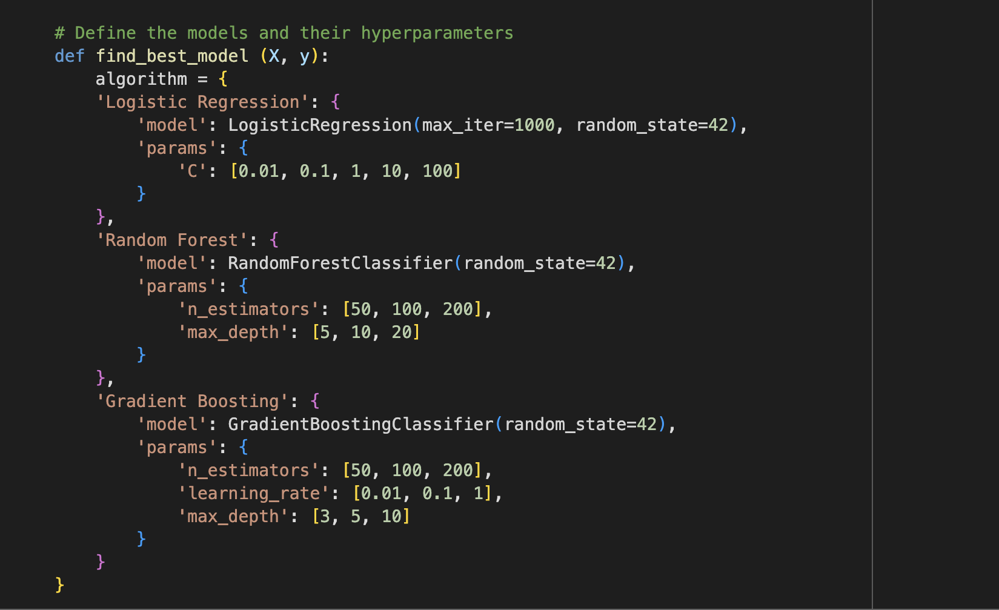 # Define the models and their hyperparameters
def find_best_model (X, y):
    algorithm = {
    'Logistic Regression': {
        'model': LogisticRegression(max_iter=1000, random_state=42),
        'params': {
            'C': [0.01, 0.1, 1, 10, 100]
        }
    },
    'Random Forest': {
        'model': RandomForestClassifier(random_state=42),
        'params': {
            'n_estimators': [50, 100, 200],
            'max_depth': [5, 10, 20]
        }
    },
    'Gradient Boosting': {
        'model': GradientBoostingClassifier(random_state=42),
        'params': {
            'n_estimators': [50, 100, 200],
            'learning_rate': [0.01, 0.1, 1],
            'max_depth': [3, 5, 10]
        }
    }
}